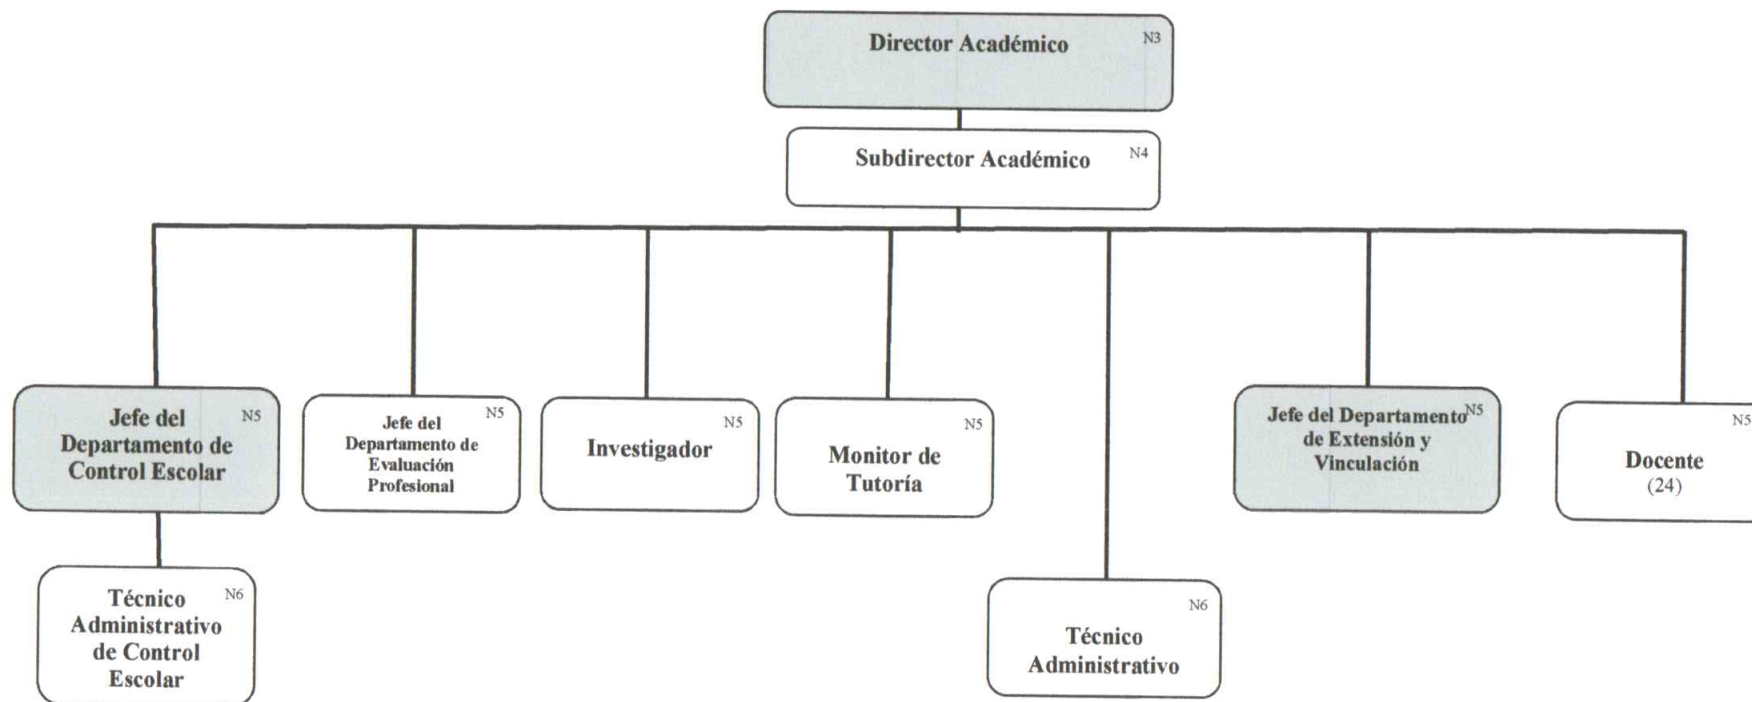 Director Académico N3
Subdirector Académico N4
Jefe del N5
Departamento de
Control Escolar
Jefe del N5
Departamento de
Evaluación
Profesional
N5
Investigador
N5
Monitor de
Tutoría
Jefe del Departamento N5
de Extensión y
Vinculación
N5
Docente
(24)
Técnico N6
Administrativo
de Control
Escolar
N6
Técnico
Administrativo